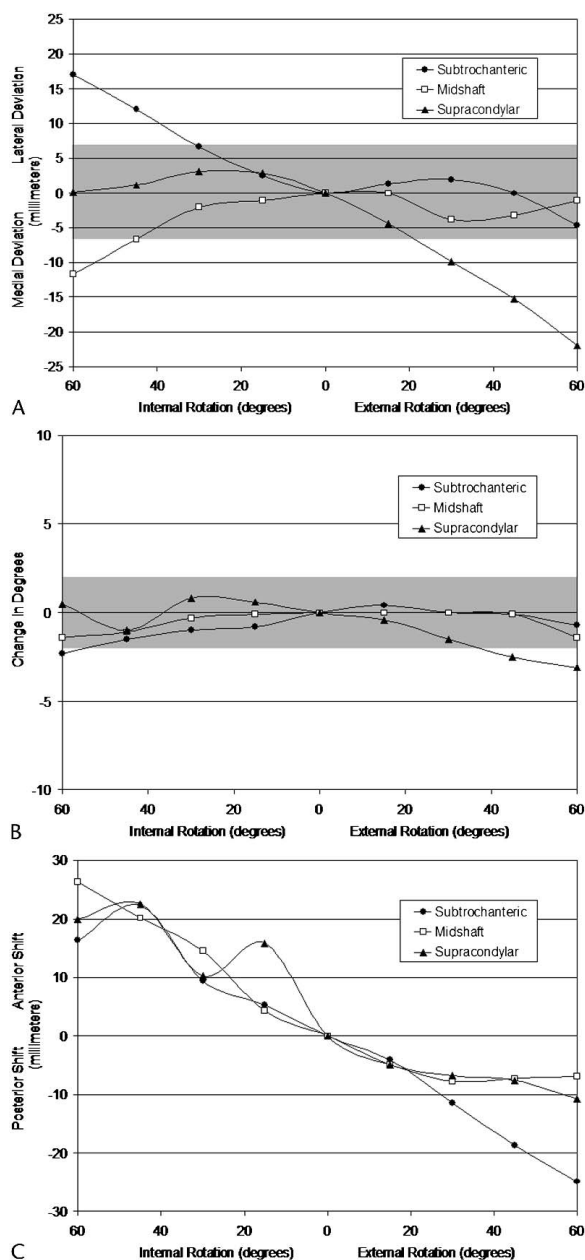 25
20
15
10
5
0
-5
-10
-15
-20
-25
Lateral Deviation
Medial Deviation
(millimeters)
Subtrochanteric
Midshaft
Supracondylar
60 40 20 0 20 40 60
Internal Rotation (degrees) External Rotation (degrees)
A
10
5
0
-5
-10
Change in Degrees
Subtrochanteric
Midshaft
Supracondylar
60 40 20 0 20 40 60
Internal Rotation (degrees) External Rotation (degrees)
B
30
20
10
0
-10
-20
-30
Anterior Shift
Posterior Shift
(millimeters)
Subtrochanteric
Midshaft
Supracondylar
60 40 20 0 20 40 60
Internal Rotation (degrees) External Rotation (degrees)
C